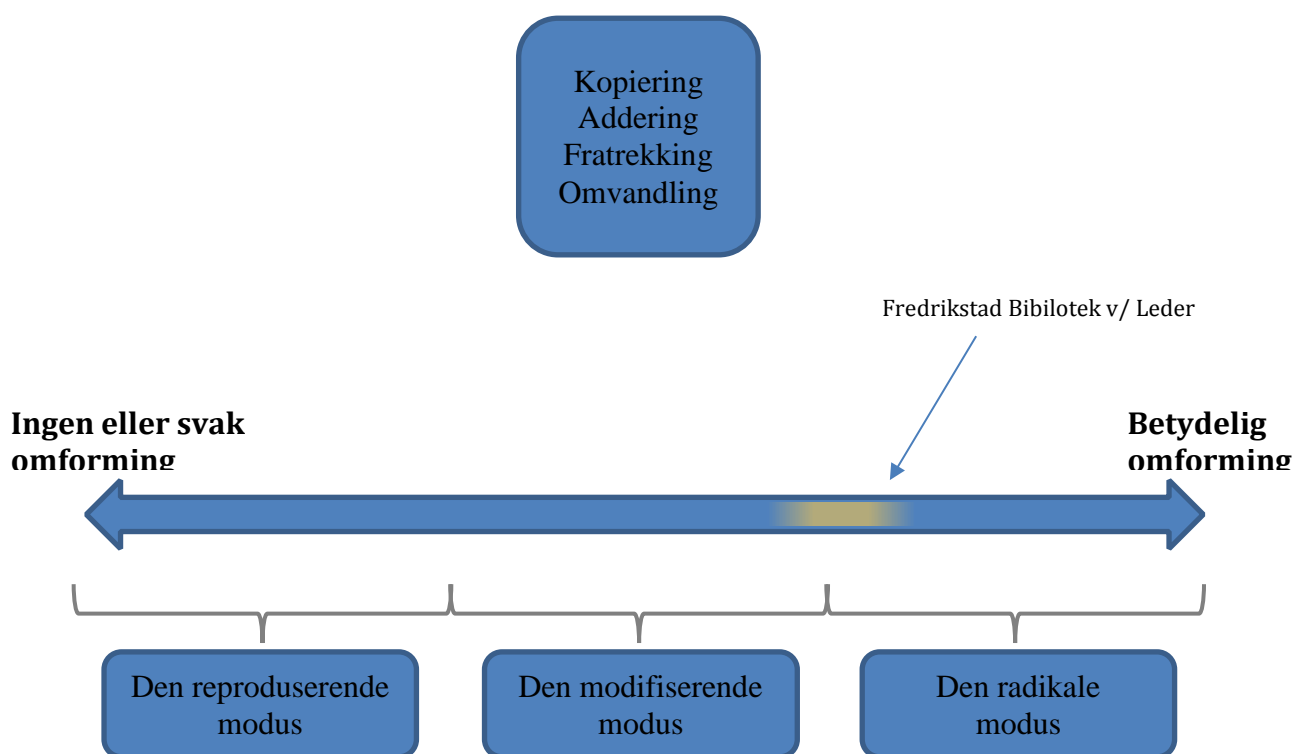 Kopiering
Addering
Fratrekking
Omvandling
Fredrikstad Bibilotek v/ Leder
Ingen eller svak
omforming
Betydelig
omforming
Den reproduserende
modus
Den modifiserende
modus
Den radikale
modus